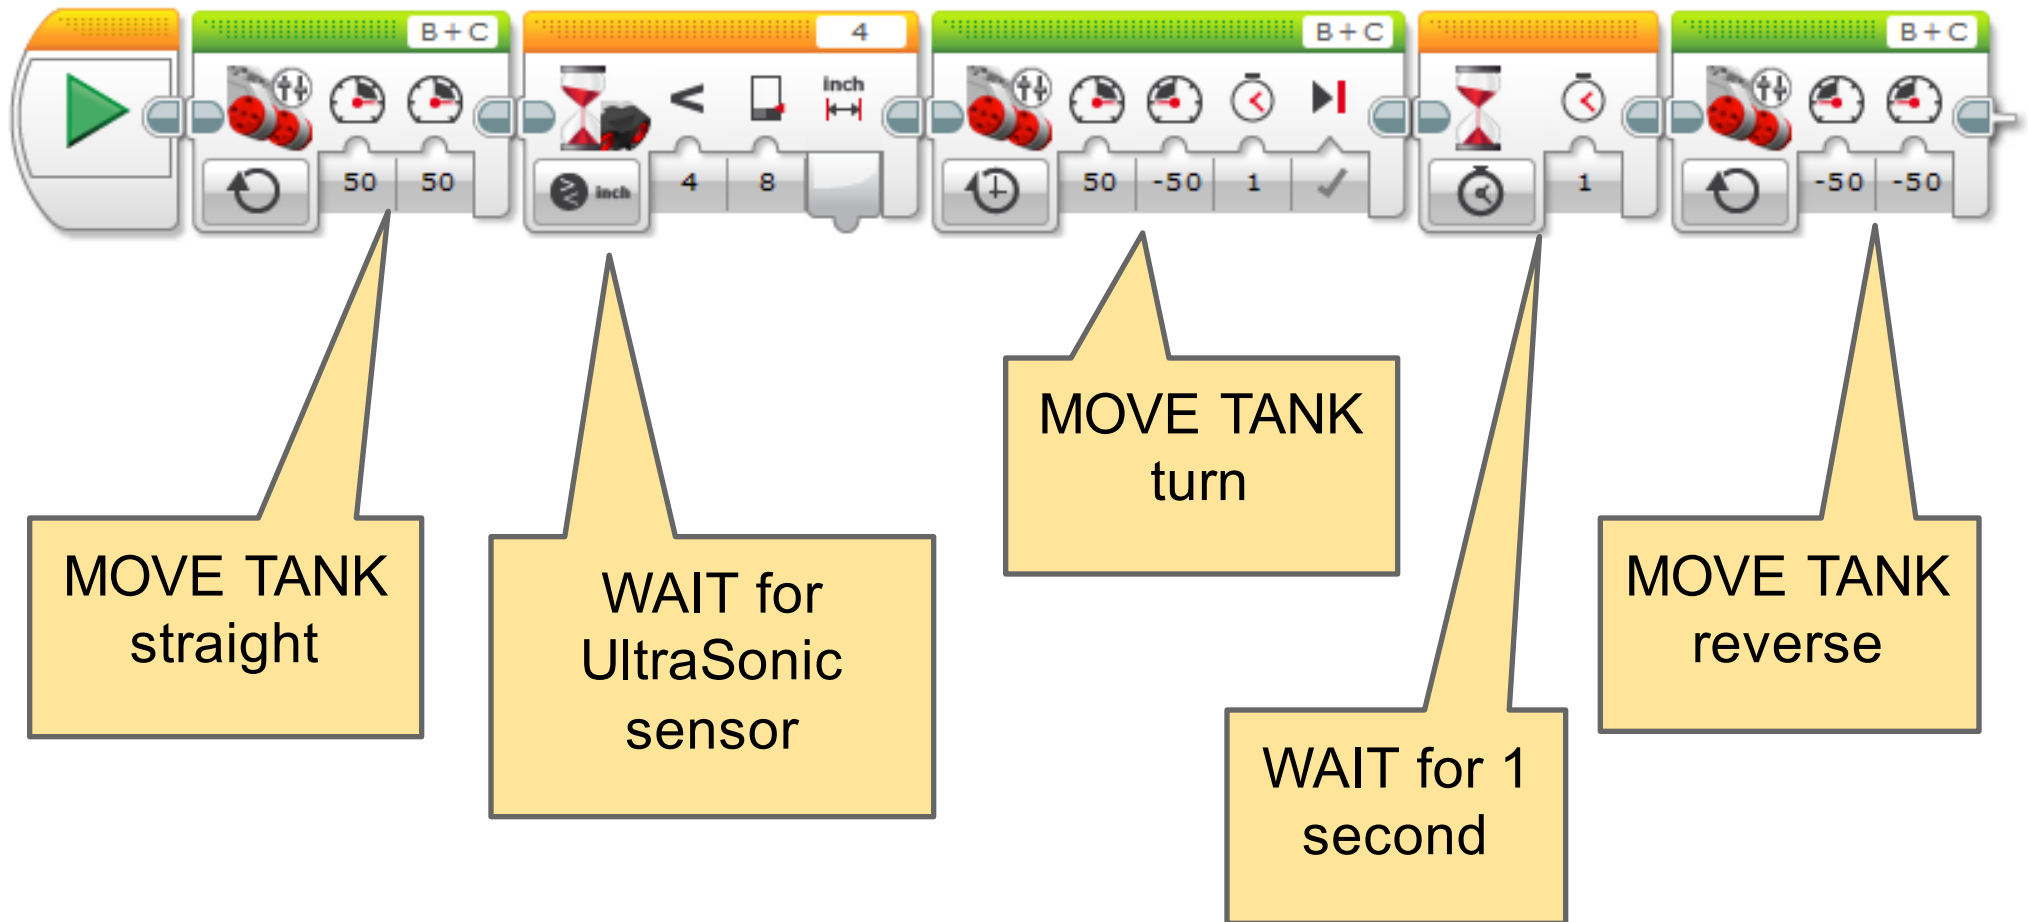 B + C
4
B + C
B + C
inch
50 50
inch 4 8
50 -50 1
1
-50 -50
MOVE TANK
straight
WAIT for
UltraSonic
sensor
MOVE TANK
turn
WAIT for 1
second
MOVE TANK
reverse